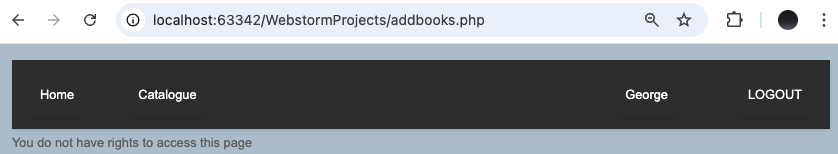 localhost:63342/WebstormProjects/addbooks.php
Home Catalogue George LOGOUT
You do not have rights to access this page